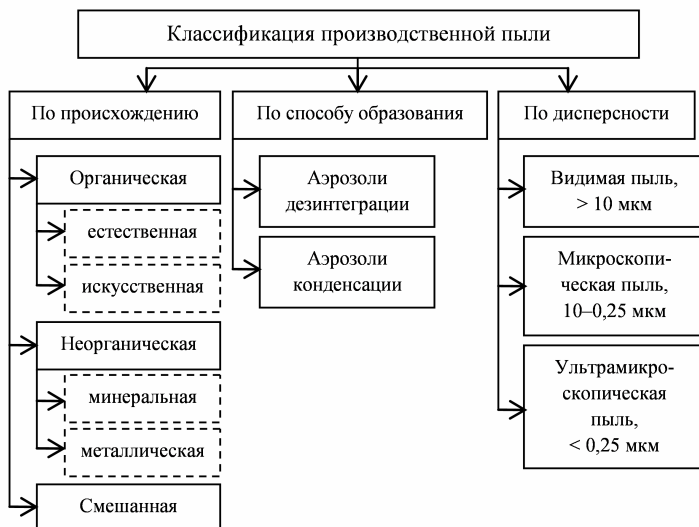 Классификация производственной пыли
По происхождению
Органическая
естественная
искусственная
Неорганическая
минеральная
металлическая
Смешанная
По способу образования
Аэрозоли
дезинтеграции
Аэрозоли
конденсации
По дисперсности
Видимая пыль,
> 10 мкм
Микроскопи-
ческая пыль,
10–0,25 мкм
Ультрамикро-
скопическая
пыль,
< 0,25 мкм